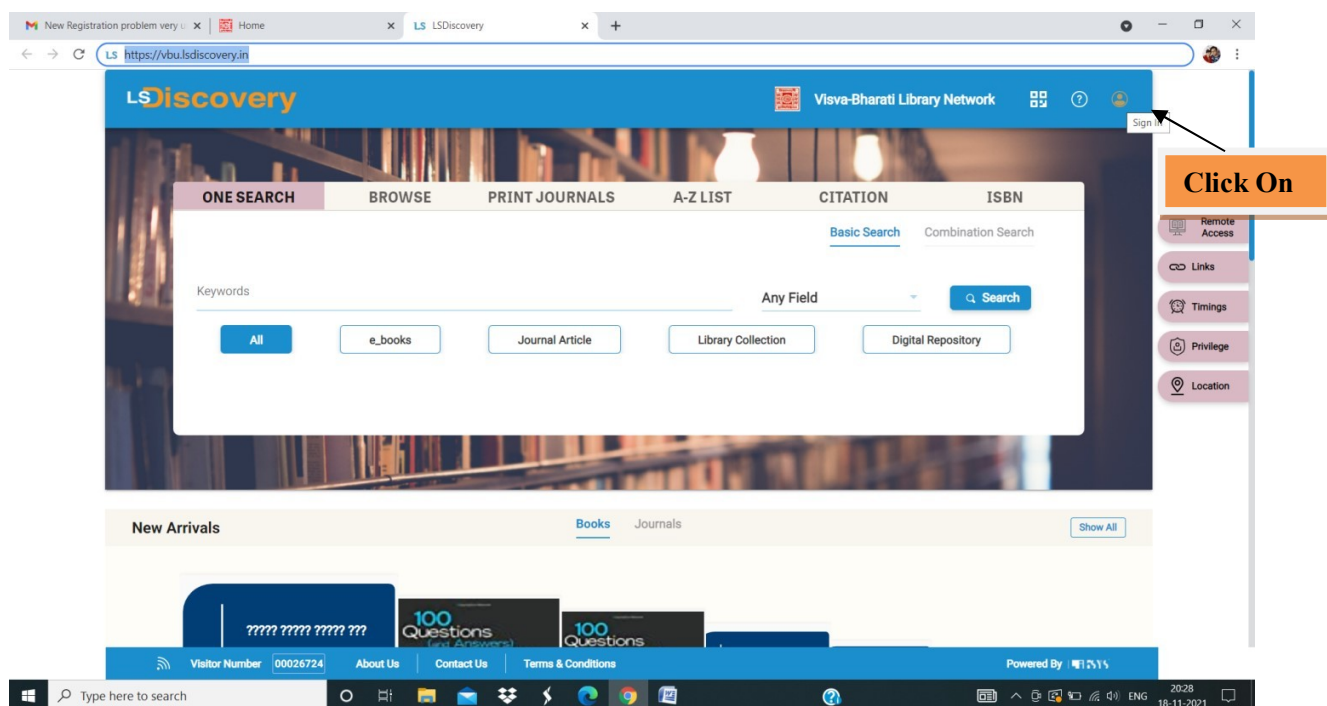 New Registration problem very u
Home
LS LSDiscovery
LS https://vbu.lsdiscovery.in
LSDiscovery
Visva-Bharati Library Network
Sign In
Click On
ONE SEARCH BROWSE PRINT JOURNALS A-Z LIST CITATION ISBN
Basic Search Combination Search
Remote
Access
Links
Keywords
Any Field
Search
Timings
All e_books Journal Article Library Collection Digital Repository
Privilege
Location
New Arrivals Books Journals Show All
????? ????? ????? ???
100
Questions
(and Answers)
100
Questions
Visitor Number 00026724 About Us Contact Us Terms & Conditions Powered By
Type here to search
ENG
20:28
18-11-2021